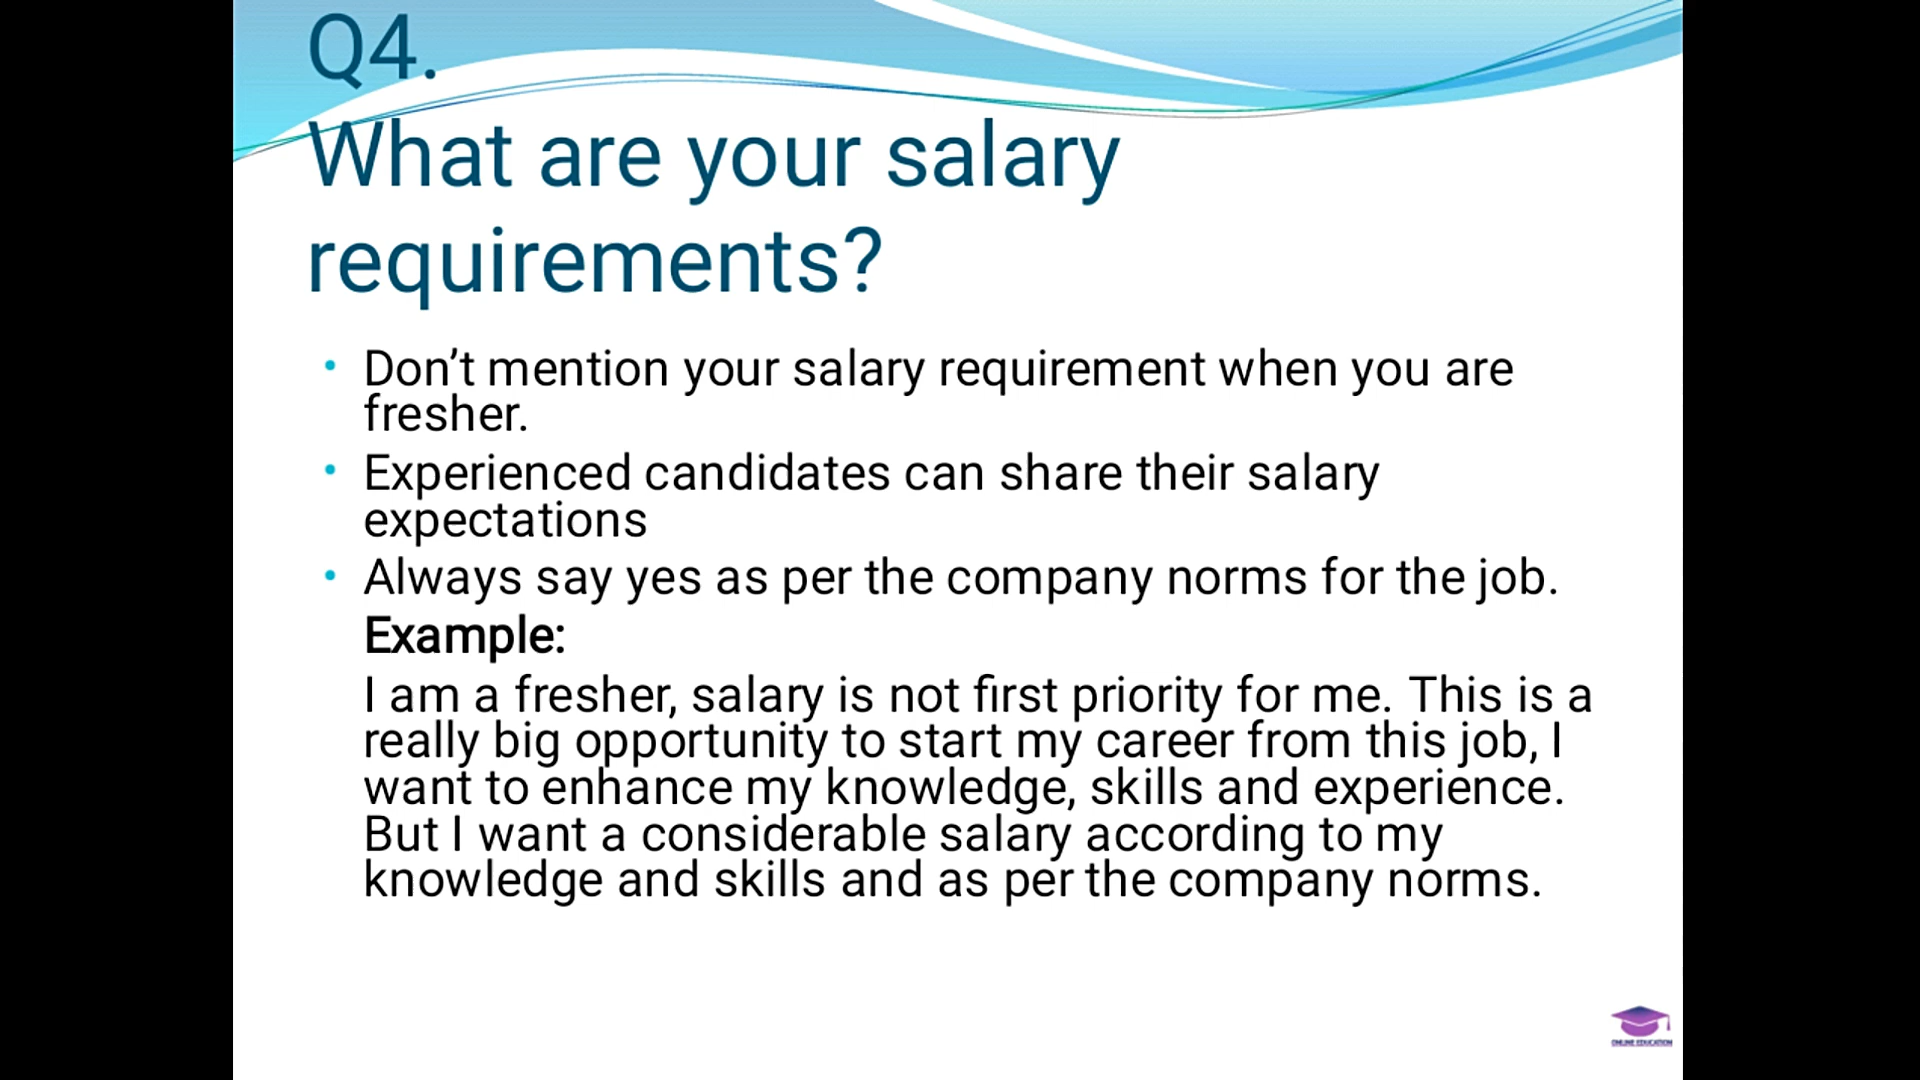 Q4.
What are your salary
requirements?
• Don’t mention your salary requirement when you are
fresher.
• Experienced candidates can share their salary
expectations
• Always say yes as per the company norms for the job.
Example:
I am a fresher, salary is not first priority for me. This is a
really big opportunity to start my career from this job, I
want to enhance my knowledge, skills and experience.
But I want a considerable salary according to my
knowledge and skills and as per the company norms.
ONLINE EDUCATION